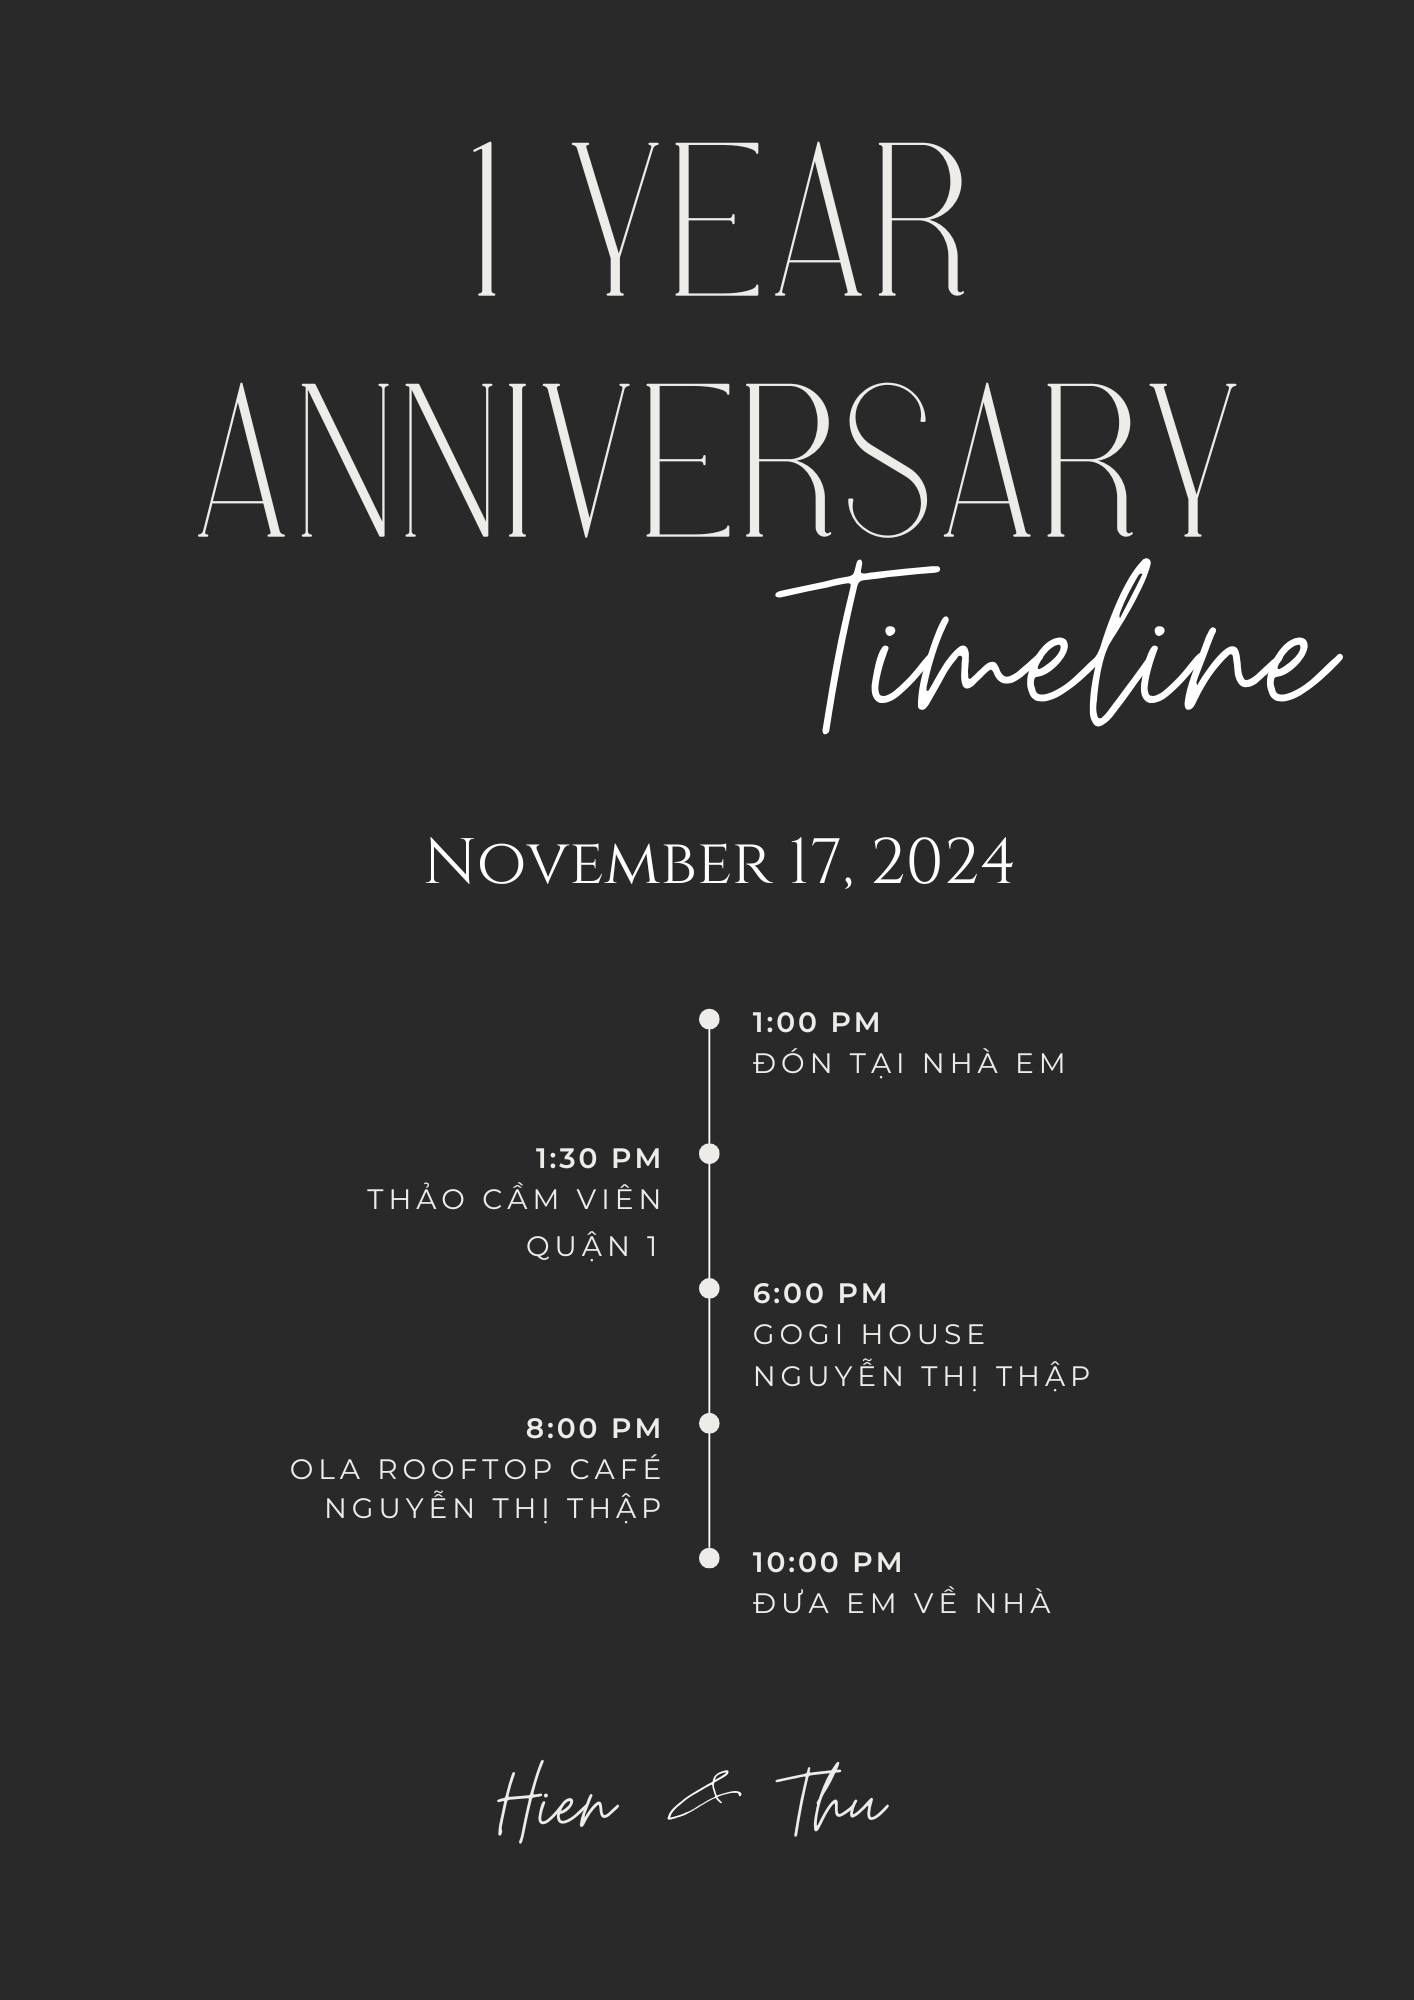 1 YEAR
ANNIVERSARY
Timeline
November 17, 2024
1:00 PM
ĐÓN TẠI NHÀ EM
1:30 PM
THẢO CẦM VIÊN
QUẬN 1
6:00 PM
GOGI HOUSE
NGUYỄN THỊ THẬP
8:00 PM
OLA ROOFTOP CAFÉ
NGUYỄN THỊ THẬP
10:00 PM
ĐƯA EM VỀ NHÀ
Hien & Thu